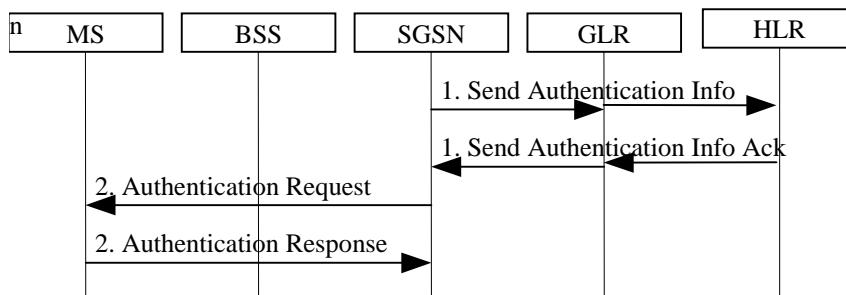 n
MS
BSS
SGSN
GLR
HLR
1. Send Authentication Info
1. Send Authentication Info Ack
2. Authentication Request
2. Authentication Response